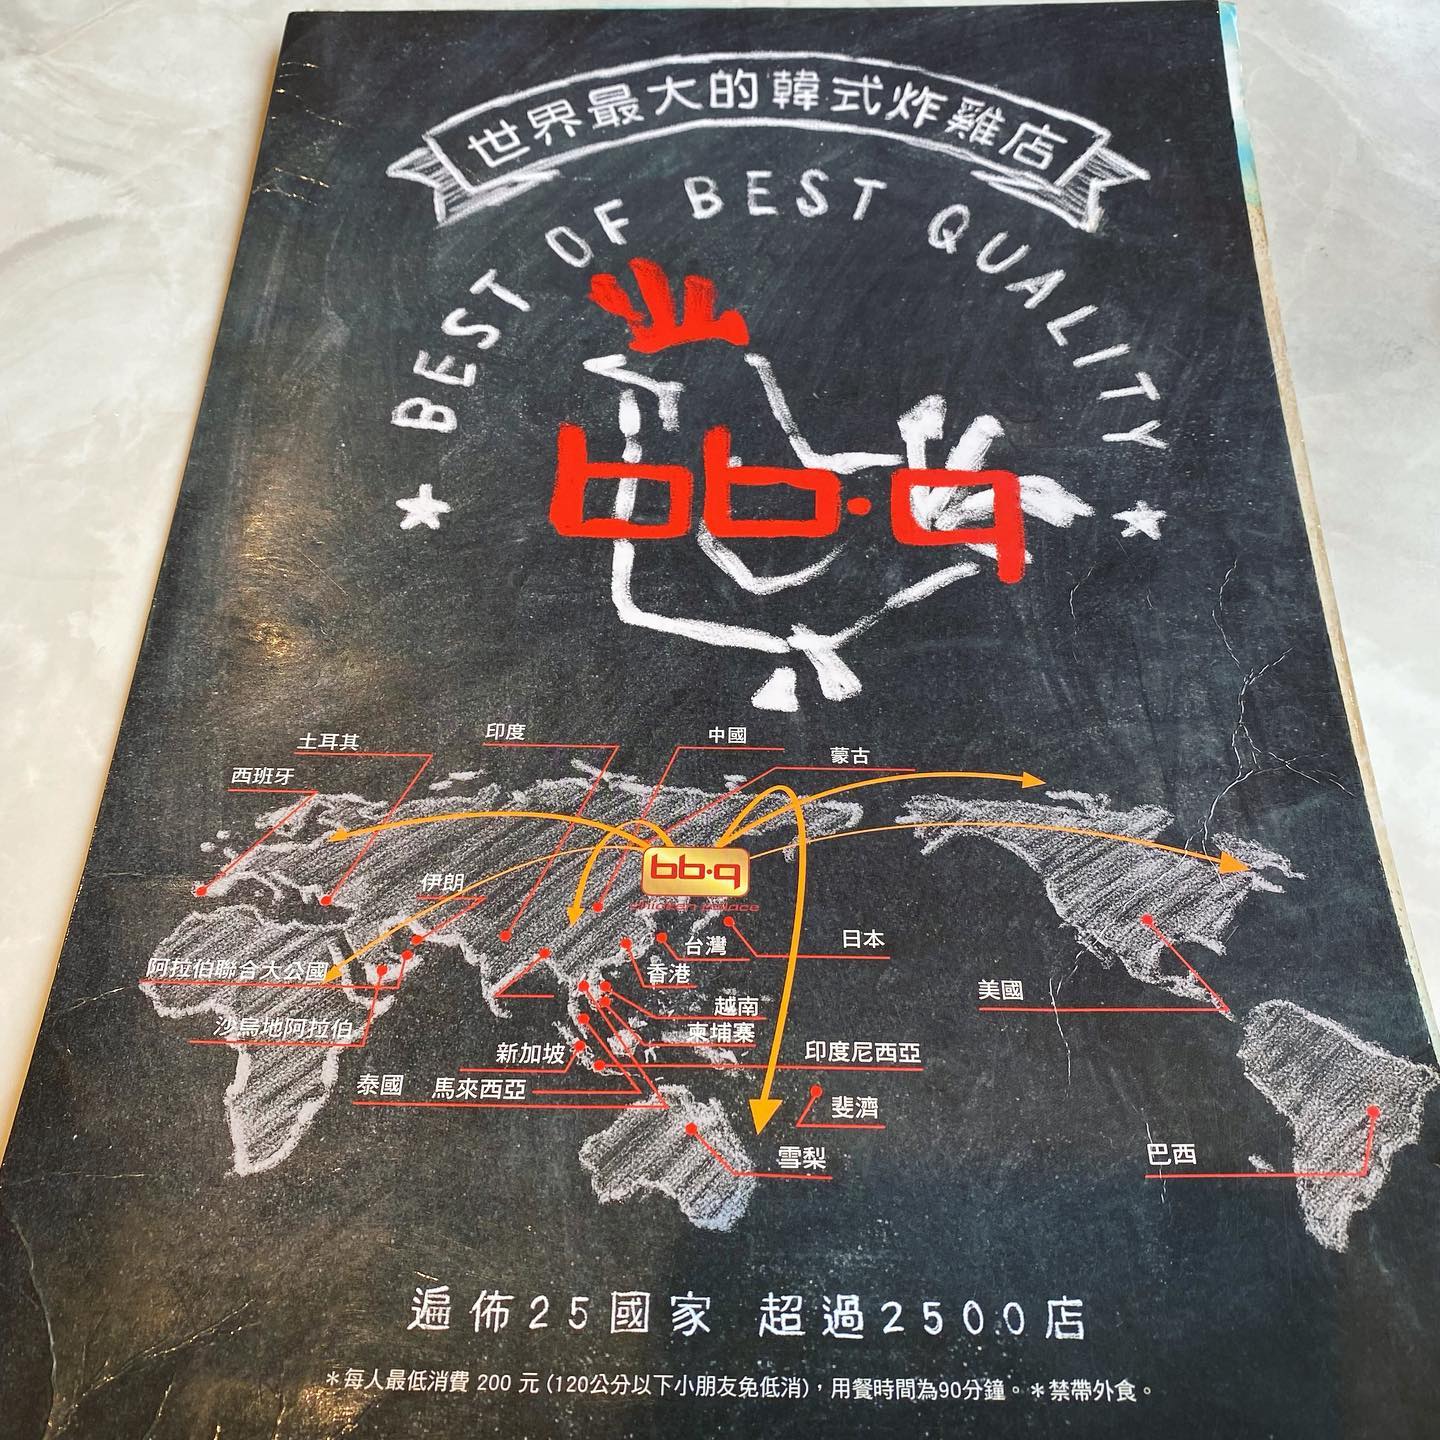 世界最大的韓式炸雞店
BEST OF BEST QUALITY
bb.q
土耳其
印度
中國
蒙古
西班牙
bb.q
chicken palace
伊朗
台灣
日本
阿拉伯聯合大公國
香港
美國
沙烏地阿拉伯
越南
柬埔寨
新加坡
印度尼西亞
泰國
馬來西亞
斐濟
雪梨
巴西
遍佈25國家 超過2500店
*每人最低消費 200 元 (120公分以下小朋友免低消)，用餐時間為90分鐘。*禁帶外食。